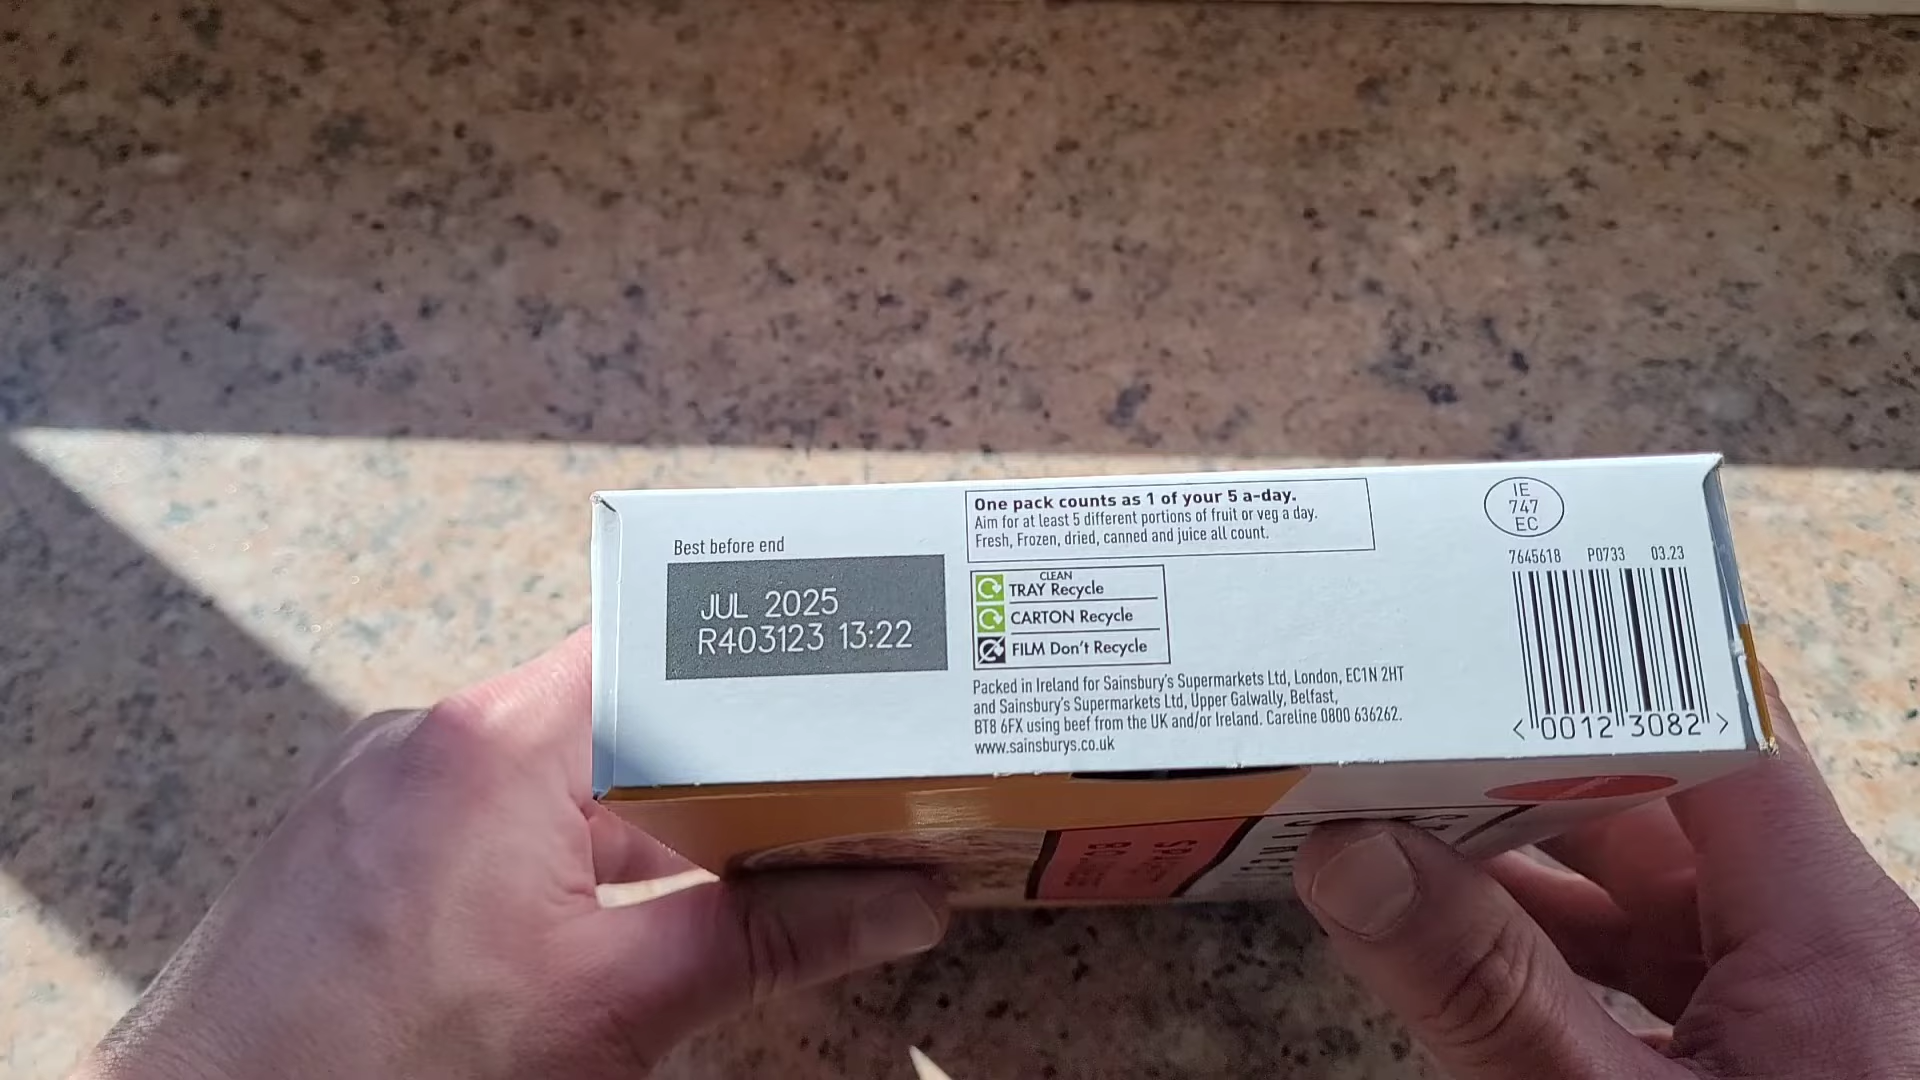 Best before end
JUL 2025
R403123 13:22
One pack counts as 1 of your 5 a-day.
Aim for at least 5 different portions of fruit or veg a day.
Fresh, Frozen, dried, canned and juice all count.
CLEAN
TRAY Recycle
CARTON Recycle
FILM Don't Recycle
Packed in Ireland for Sainsbury's Supermarkets Ltd, London, EC1N 2HT
and Sainsbury's Supermarkets Ltd, Upper Galwally, Belfast,
BT8 6FX using beef from the UK and/or Ireland. Careline 0800 636262.
www.sainsburys.co.uk
IE
747
EC
7645618 P0733 03.23
<0012 3082>